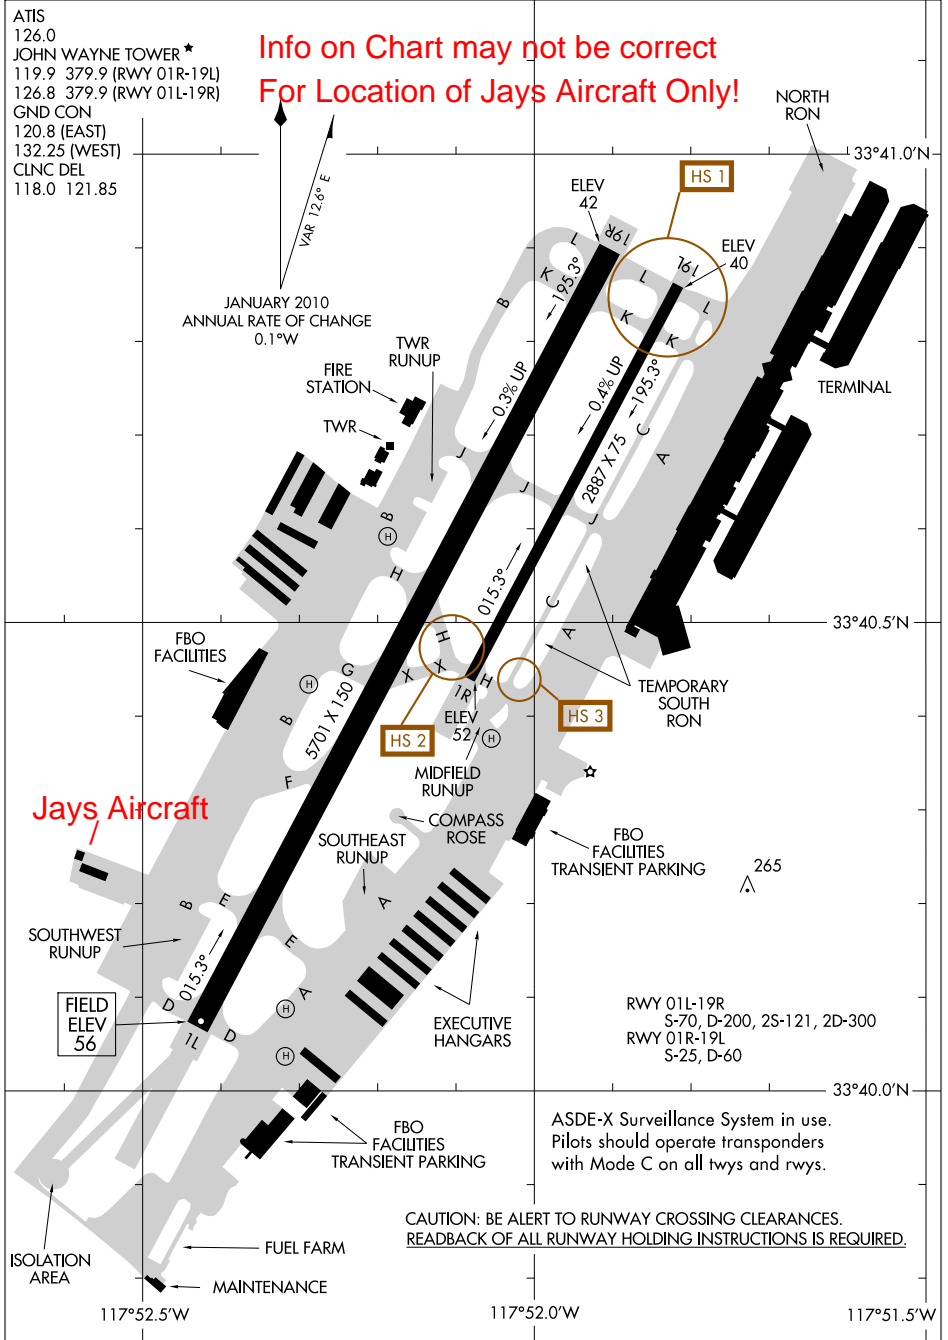 ATIS
126.0
JOHN WAYNE TOWER ★
119.9 379.9 (RWY 01R-19L)
126.8 379.9 (RWY 01L-19R)
GND CON
120.8 (EAST)
132.25 (WEST)
CLNC DEL
118.0 121.85
Info on Chart may not be correct
For Location of Jays Aircraft Only!
VAR 12.6° E
JANUARY 2010
ANNUAL RATE OF CHANGE
0.1°W
NORTH
RON
33°41.0'N
HS 1
ELEV
42
19R
L
19L
ELEV
40
L
L
K
B
195.3°
K
K
TWR
RUNUP
FIRE
STATION
TWR
0.3% UP
0.4% UP
195.3°
TERMINAL
C
A
J
J
J
2887 X 75
B
H
H
015.3°
C
A
33°40.5'N
H
X
X
H
1R
FBO
FACILITIES
H
G
B
5701 X 150
F
HS 2
ELEV
52
H
HS 3
TEMPORARY
SOUTH
RON
MIDFIELD
RUNUP
Jays Aircraft
COMPASS
ROSE
SOUTHEAST
RUNUP
FBO
FACILITIES
TRANSIENT PARKING
265
B
E
A
SOUTHWEST
RUNUP
E
015.3°
A
D
D
1L
H
H
FIELD
ELEV
56
EXECUTIVE
HANGARS
RWY 01L-19R
S-70, D-200, 2S-121, 2D-300
RWY 01R-19L
S-25, D-60
33°40.0'N
FBO
FACILITIES
TRANSIENT PARKING
ASDE-X Surveillance System in use.
Pilots should operate transponders
with Mode C on all twys and rwys.
CAUTION: BE ALERT TO RUNWAY CROSSING CLEARANCES.
READBACK OF ALL RUNWAY HOLDING INSTRUCTIONS IS REQUIRED.
ISOLATION
AREA
FUEL FARM
MAINTENANCE
117°52.5'W
117°52.0'W
117°51.5'W